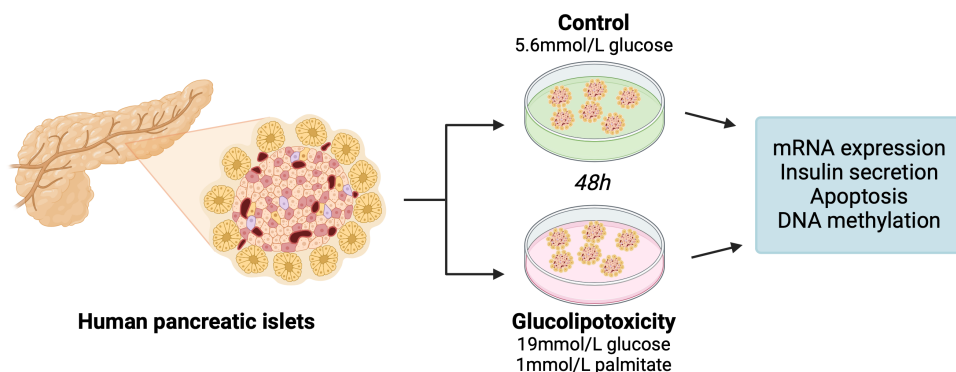 Control
5.6mmol/L glucose
48h
mRNA expression
Insulin secretion
Apoptosis
DNA methylation
Human pancreatic islets
Glucolipotoxicity
19mmol/L glucose
1mmol/L palmitate